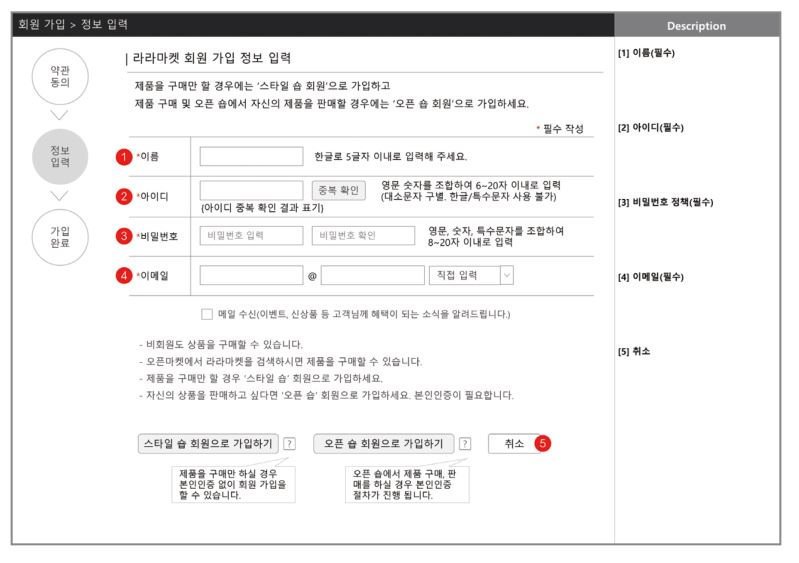 회원 가입 > 정보 입력
Description
약관
동의
정보
입력
가입
완료
| 라라마켓 회원 가입 정보 입력
제품을 구매만 할 경우에는 '스타일 숍 회원'으로 가입하고
제품 구매 및 오픈 숍에서 자신의 제품을 판매할 경우에는 '오픈 숍 회원'으로 가입하세요.
* 필수 작성
1 *이름 한글로 5글자 이내로 입력해 주세요.
2 *아이디 중복 확인 영문 숫자를 조합하여 6~20자 이내로 입력
(대소문자 구별. 한글/특수문자 사용 불가)
{아이디 중복 확인 결과 표기}
3 *비밀번호 비밀번호 입력 비밀번호 확인 영문, 숫자, 특수문자를 조합하여
8~20자 이내로 입력
4 *이메일 @ 직접 입력
메일 수신(이벤트, 신상품 등 고객님께 혜택이 되는 소식을 알려드립니다.)
- 비회원도 상품을 구매할 수 있습니다.
- 오픈마켓에서 라라마켓을 검색하시면 제품을 구매할 수 있습니다.
- 제품을 구매만 할 경우 '스타일 숍' 회원으로 가입하세요.
- 자신의 상품을 판매하고 싶다면 '오픈 숍' 회원으로 가입하세요. 본인인증이 필요합니다.
스타일 숍 회원으로 가입하기 ? 오픈 숍 회원으로 가입하기 ? 취소 5
제품을 구매만 하실 경우
본인인증 없이 회원 가입을
할 수 있습니다.
오픈 숍에서 제품 구매, 판
매를 하실 경우 본인인증
절차가 진행 됩니다.
[1] 이름(필수)
[2] 아이디(필수)
[3] 비밀번호 정책(필수)
[4] 이메일(필수)
[5] 취소